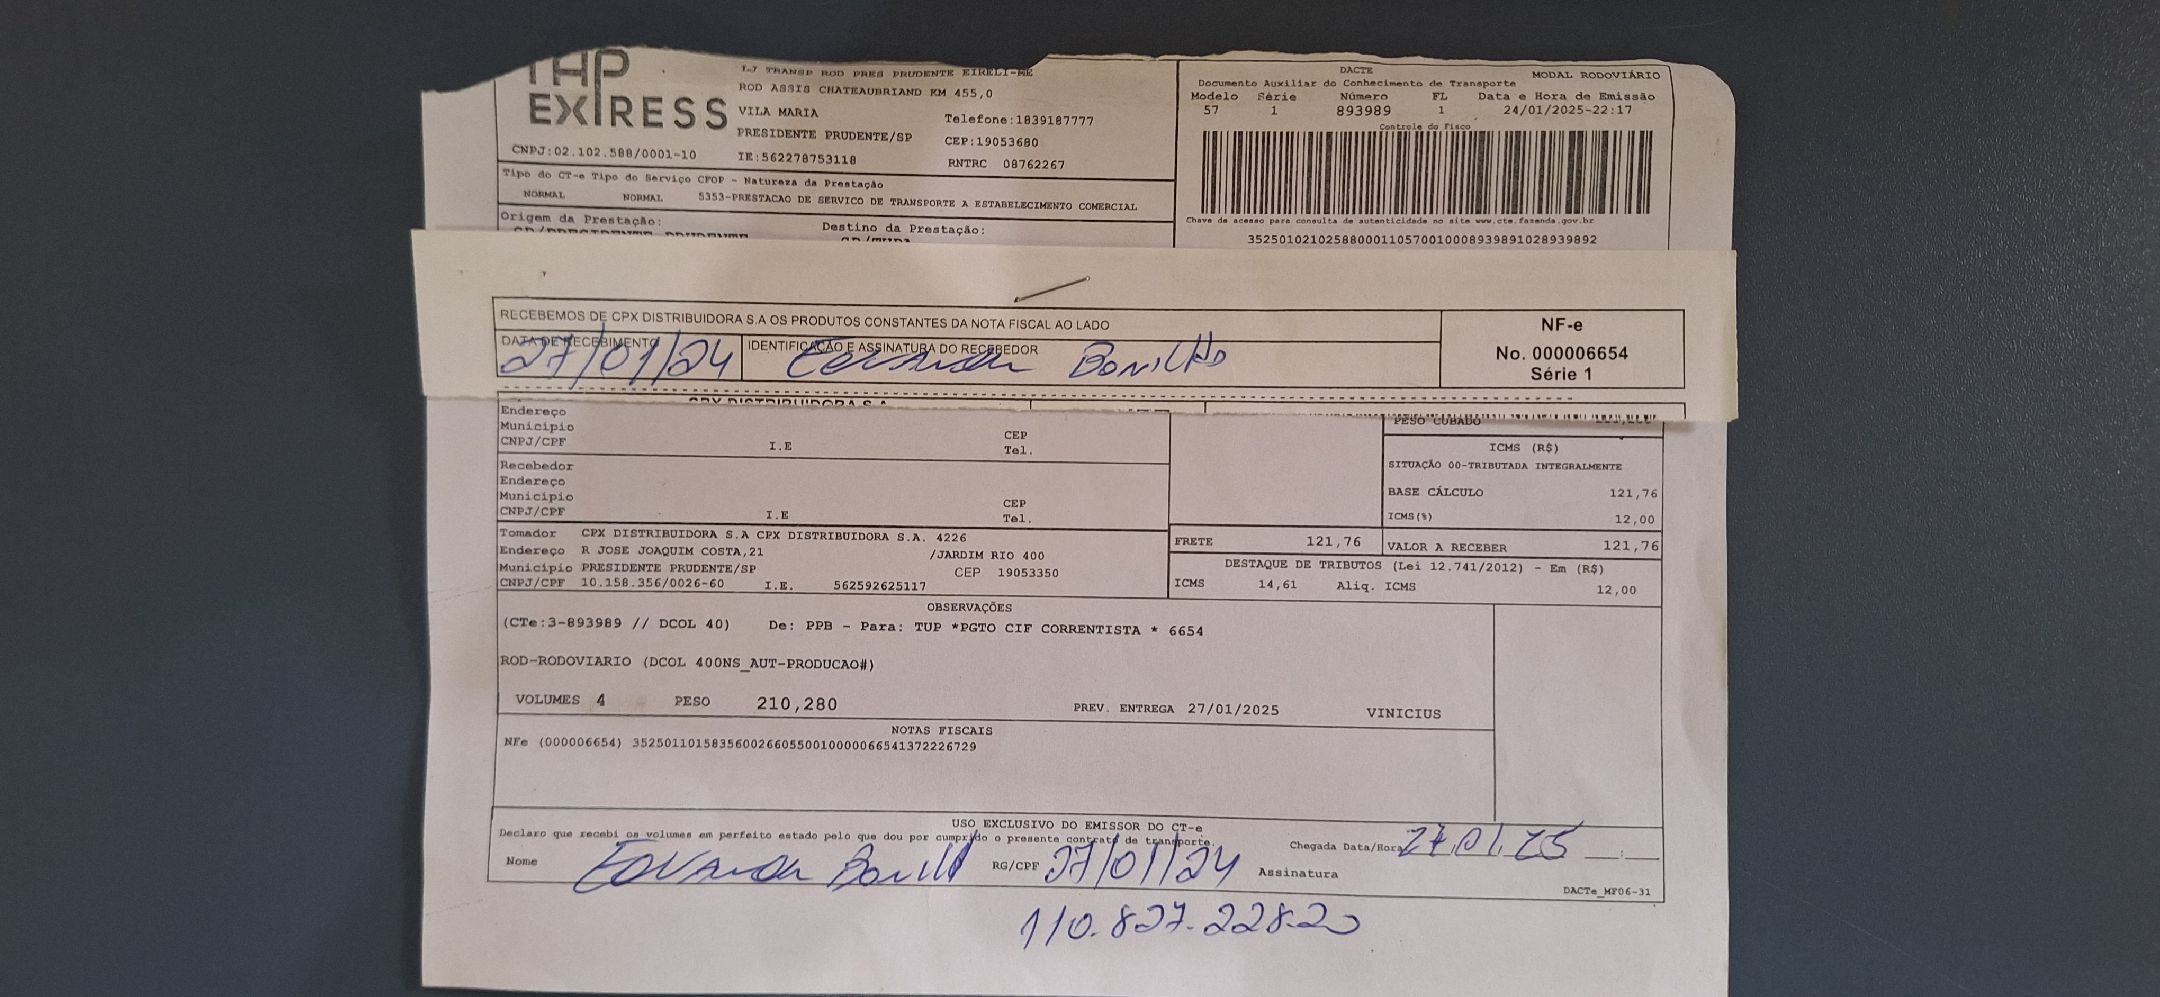 THP
EXPRESS
TRANSP ROD PRES PRUDENTE EIRELI-ME
ROD ASSIS CHATEAUBRIAND KM 455,0
VILA MARIA
Telefone:1839187777
PRESIDENTE PRUDENTE/SP
CEP:19053680
CNPJ:02.102.588/0001-10
IE:562278753118
RNTRC 08762267
DACTE
MODAL RODOVIÁRIO
Documento Auxiliar do Conhecimento de Transporte
Modelo Série Número FL Data e Hora de Emissão
57 1 893989 1 24/01/2025-22:17
Controle do Fisco
Tipo do CT-e Tipo do Serviço CFOP - Natureza da Prestação
NORMAL NORMAL 5353-PRESTACAO DE SERVICO DE TRANSPORTE A ESTABELECIMENTO COMERCIAL
Origem da Prestação:
Destino da Prestação:
SP/PRESIDENTE PRUDENTE
SP/TUPA
Chave de acesso para consulta de autenticidade no site www.cte.fazenda.gov.br
35250102102588000110570010008939891028939892
RECEBEMOS DE CPX DISTRIBUIDORA S.A OS PRODUTOS CONSTANTES DA NOTA FISCAL AO LADO
DATA DE RECEBIMENTO
IDENTIFICAÇÃO E ASSINATURA DO RECEBEDOR
27/01/24
NF-e
No. 000006654
Série 1
CPX DISTRIBUIDORA S.A
Endereço
Municipio CEP
CNPJ/CPF I.E Tel.
Recebedor
Endereço
Municipio CEP
CNPJ/CPF I.E Tel.
PESO CUBADO
ICMS (R$)
SITUAÇÃO 00-TRIBUTADA INTEGRALMENTE
BASE CÁLCULO 121,76
ICMS(%) 12,00
Tomador CPX DISTRIBUIDORA S.A CPX DISTRIBUIDORA S.A. 4226
Endereço R JOSE JOAQUIM COSTA,21 /JARDIM RIO 400
Municipio PRESIDENTE PRUDENTE/SP CEP 19053350
CNPJ/CPF 10.158.356/0026-60 I.E. 562592625117
FRETE 121,76 VALOR A RECEBER 121,76
DESTAQUE DE TRIBUTOS (Lei 12.741/2012) - Em (R$)
ICMS 14,61 Aliq. ICMS 12,00
OBSERVAÇÕES
(CTe:3-893989 // DCOL 40) De: PPB - Para: TUP *PGTO CIF CORRENTISTA * 6654
ROD-RODOVIARIO (DCOL 400NS_AUT-PRODUCAO#)
VOLUMES 4 PESO 210,280 PREV. ENTREGA 27/01/2025 VINICIUS
NOTAS FISCAIS
NFe (000006654) 35250110158356002660550010000066541372226729
USO EXCLUSIVO DO EMISSOR DO CT-e
Declaro que recebi os volumes em perfeito estado pelo que dou por cumprido o presente contrato de transporte.
Chegada Data/Hora 27.01.25 __:__
Nome RG/CPF 27/01/24 Assinatura
DACTe_MF06-31
110.827.228.20